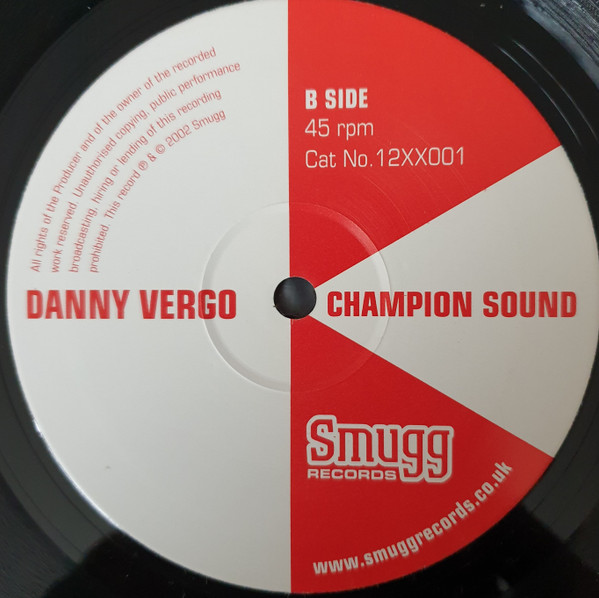 All rights of the Producer and of the owner of the recorded
work reserved. Unauthorised copying, public performance
broadcasting, hiring or lending of this recording
prohibited. This record ℗ & © 2002 Smugg
B SIDE
45 rpm
Cat No.12XX001
DANNY VERGO
CHAMPION SOUND
Smugg
RECORDS
www.smuggrecords.co.uk